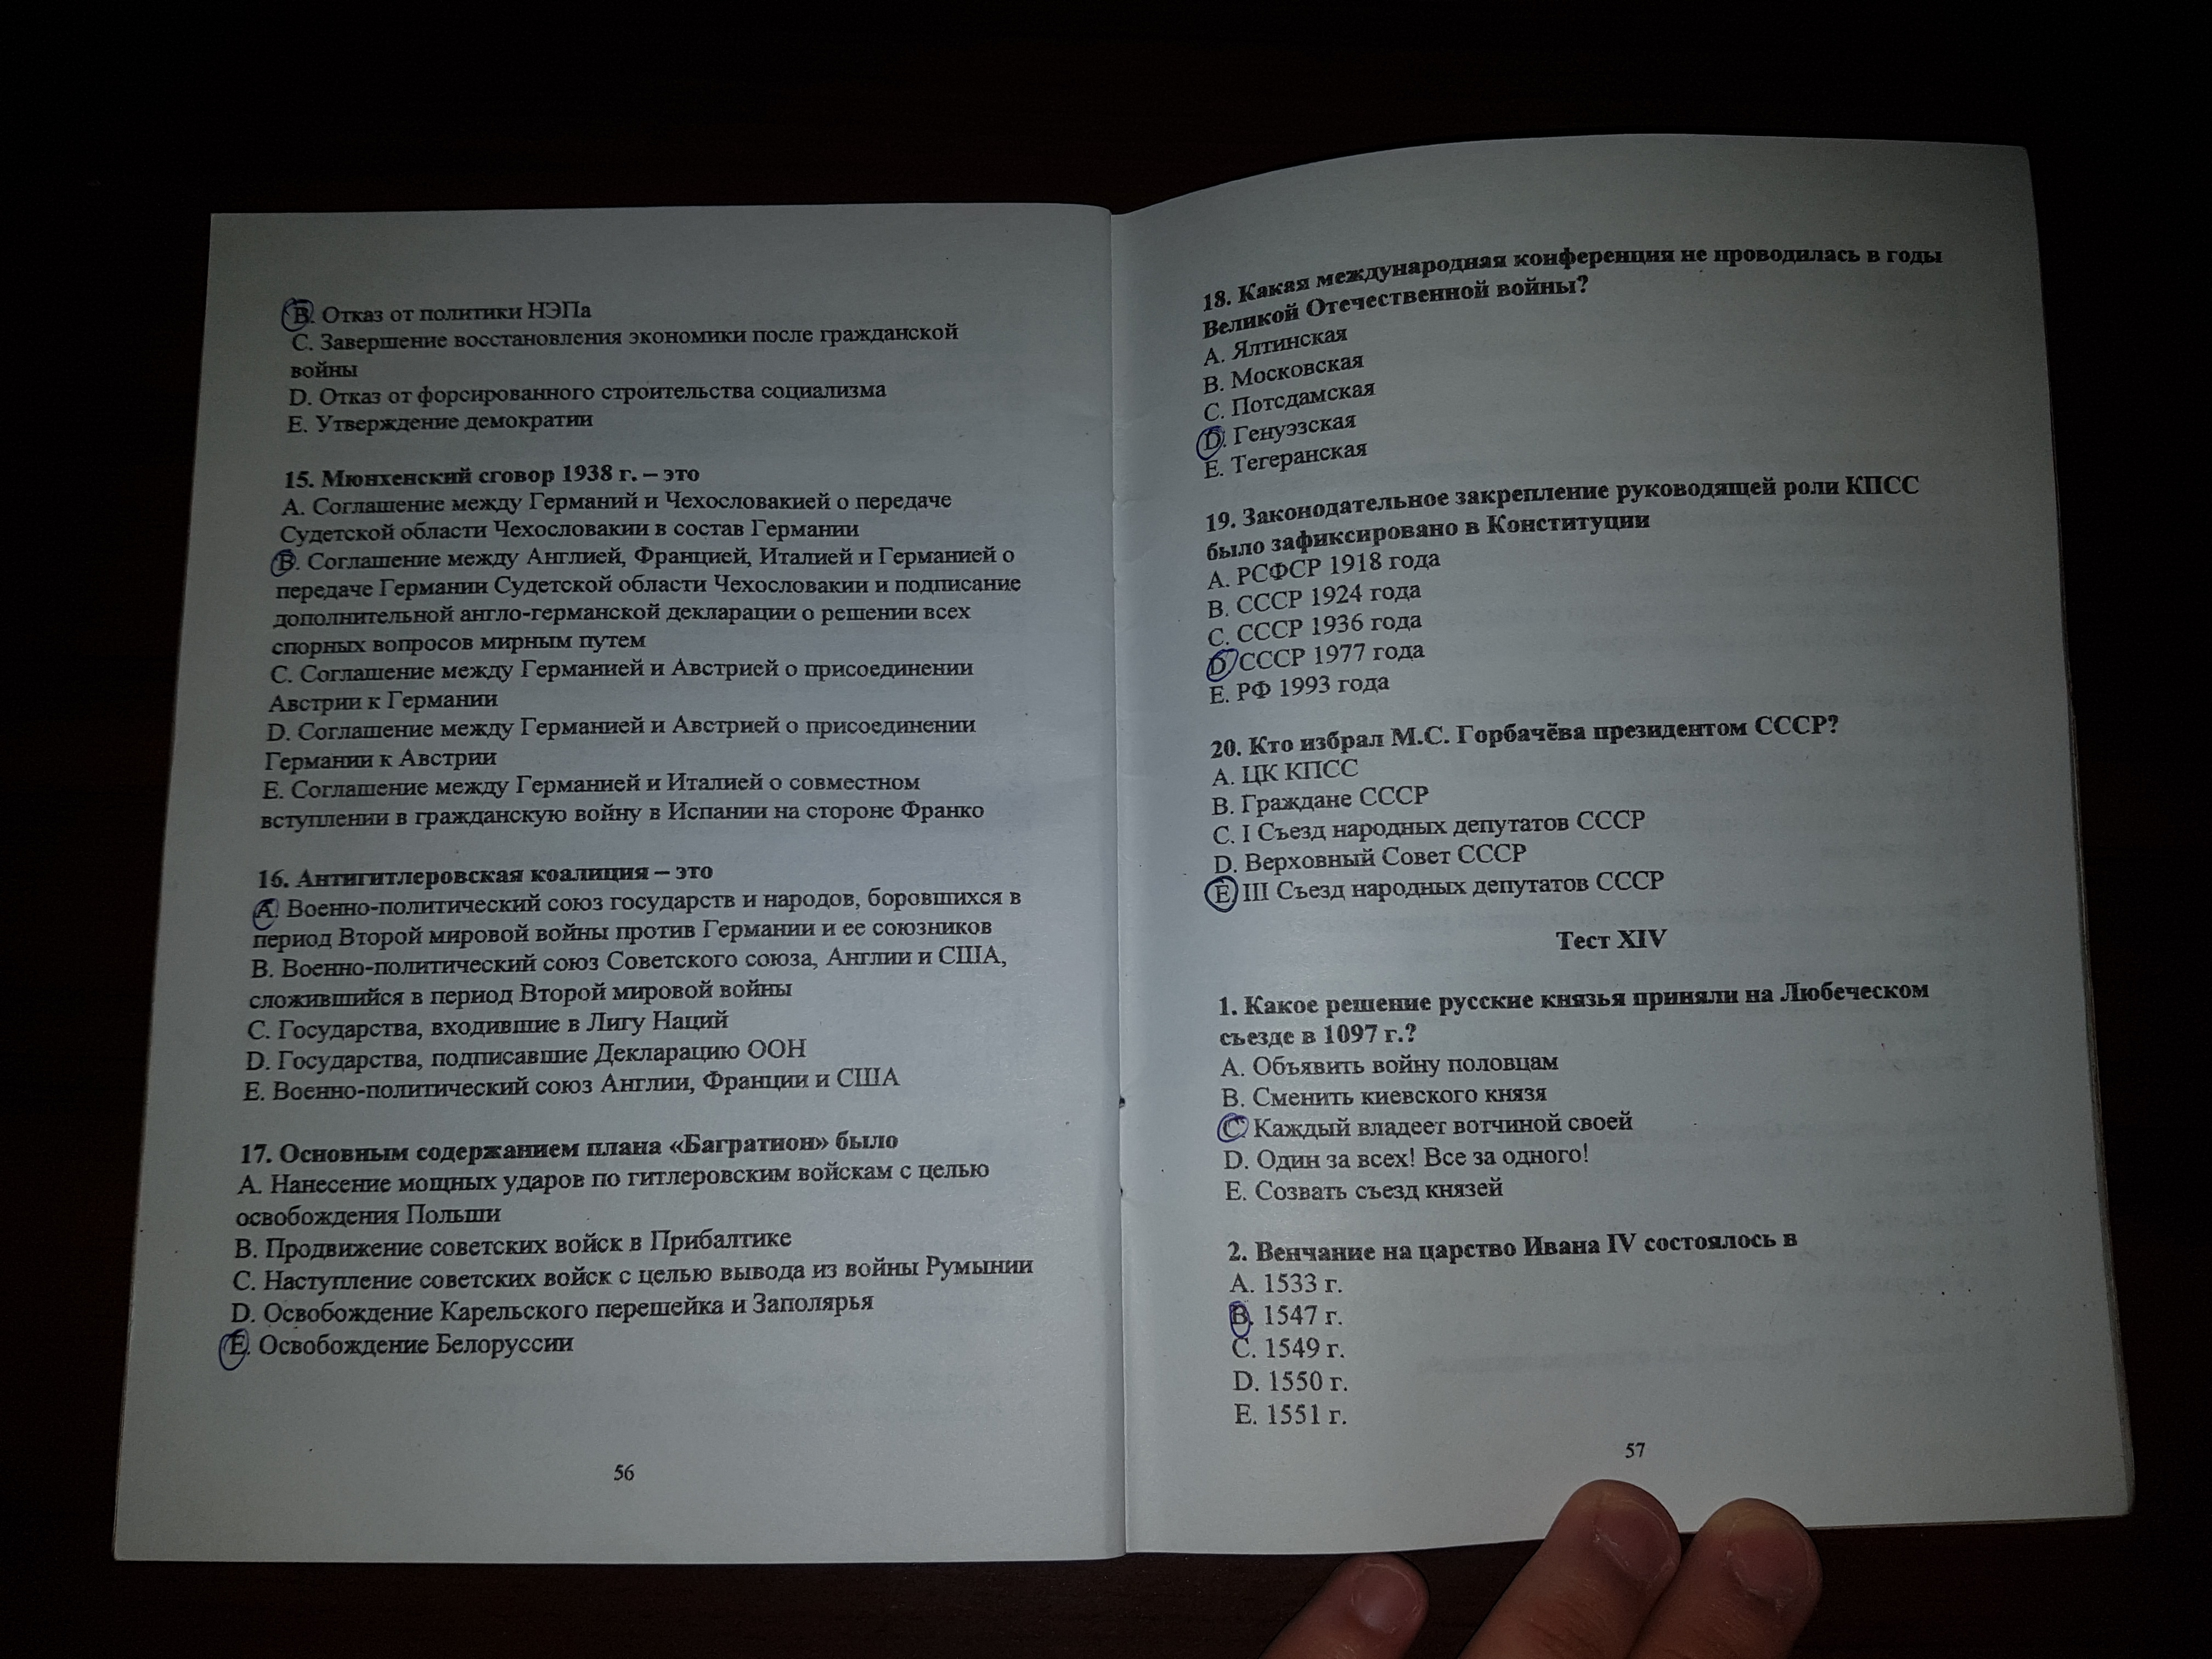 B. Отказ от политики НЭПа
C. Завершение восстановления экономики после гражданской
войны
D. Отказ от форсированного строительства социализма
E. Утверждение демократии
15. Мюнхенский сговор 1938 г. – это
A. Соглашение между Германий и Чехословакией о передаче
Судетской области Чехословакии в состав Германии
B. Соглашение между Англией, Францией, Италией и Германией о
передаче Германии Судетской области Чехословакии и подписание
дополнительной англо-германской декларации о решении всех
спорных вопросов мирным путем
C. Соглашение между Германией и Австрией о присоединении
Австрии к Германии
D. Соглашение между Германией и Австрией о присоединении
Германии к Австрии
E. Соглашение между Германией и Италией о совместном
вступлении в гражданскую войну в Испании на стороне Франко
16. Антигитлеровская коалиция – это
A. Военно-политический союз государств и народов, боровшихся в
период Второй мировой войны против Германии и ее союзников
B. Военно-политический союз Советского союза, Англии и США,
сложившийся в период Второй мировой войны
C. Государства, входившие в Лигу Наций
D. Государства, подписавшие Декларацию ООН
E. Военно-политический союз Англии, Франции и США
17. Основным содержанием плана «Багратион» было
A. Нанесение мощных ударов по гитлеровским войскам с целью
освобождения Польши
B. Продвижение советских войск в Прибалтике
C. Наступление советских войск с целью вывода из войны Румынии
D. Освобождение Карельского перешейка и Заполярья
E. Освобождение Белоруссии
56
18. Какая международная конференция не проводилась в годы
Великой Отечественной войны?
A. Ялтинская
B. Московская
C. Потсдамская
D. Генуэзская
E. Тегеранская
19. Законодательное закрепление руководящей роли КПСС
было зафиксировано в Конституции
A. РСФСР 1918 года
B. СССР 1924 года
C. СССР 1936 года
D. СССР 1977 года
E. РФ 1993 года
20. Кто избрал М.С. Горбачёва президентом СССР?
A. ЦК КПСС
B. Граждане СССР
C. I Съезд народных депутатов СССР
D. Верховный Совет СССР
E. III Съезд народных депутатов СССР
Тест XIV
1. Какое решение русские князья приняли на Любеческом
съезде в 1097 г.?
A. Объявить войну половцам
B. Сменить киевского князя
C. Каждый владеет вотчиной своей
D. Один за всех! Все за одного!
E. Созвать съезд князей
2. Венчание на царство Ивана IV состоялось в
A. 1533 г.
B. 1547 г.
C. 1549 г.
D. 1550 г.
E. 1551 г.
57